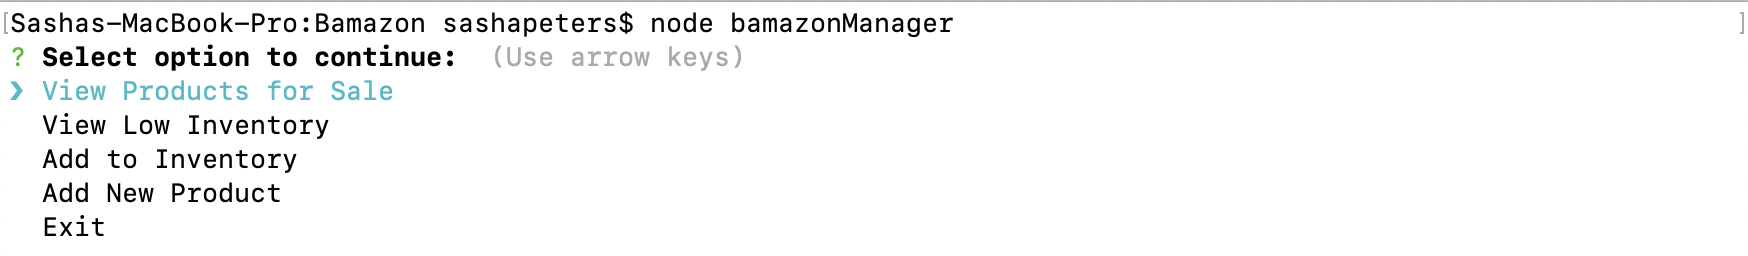 [Sashas-MacBook-Pro:Bamazon sashapeters$ node bamazonManager ]
? Select option to continue: (Use arrow keys)
❯ View Products for Sale
View Low Inventory
Add to Inventory
Add New Product
Exit